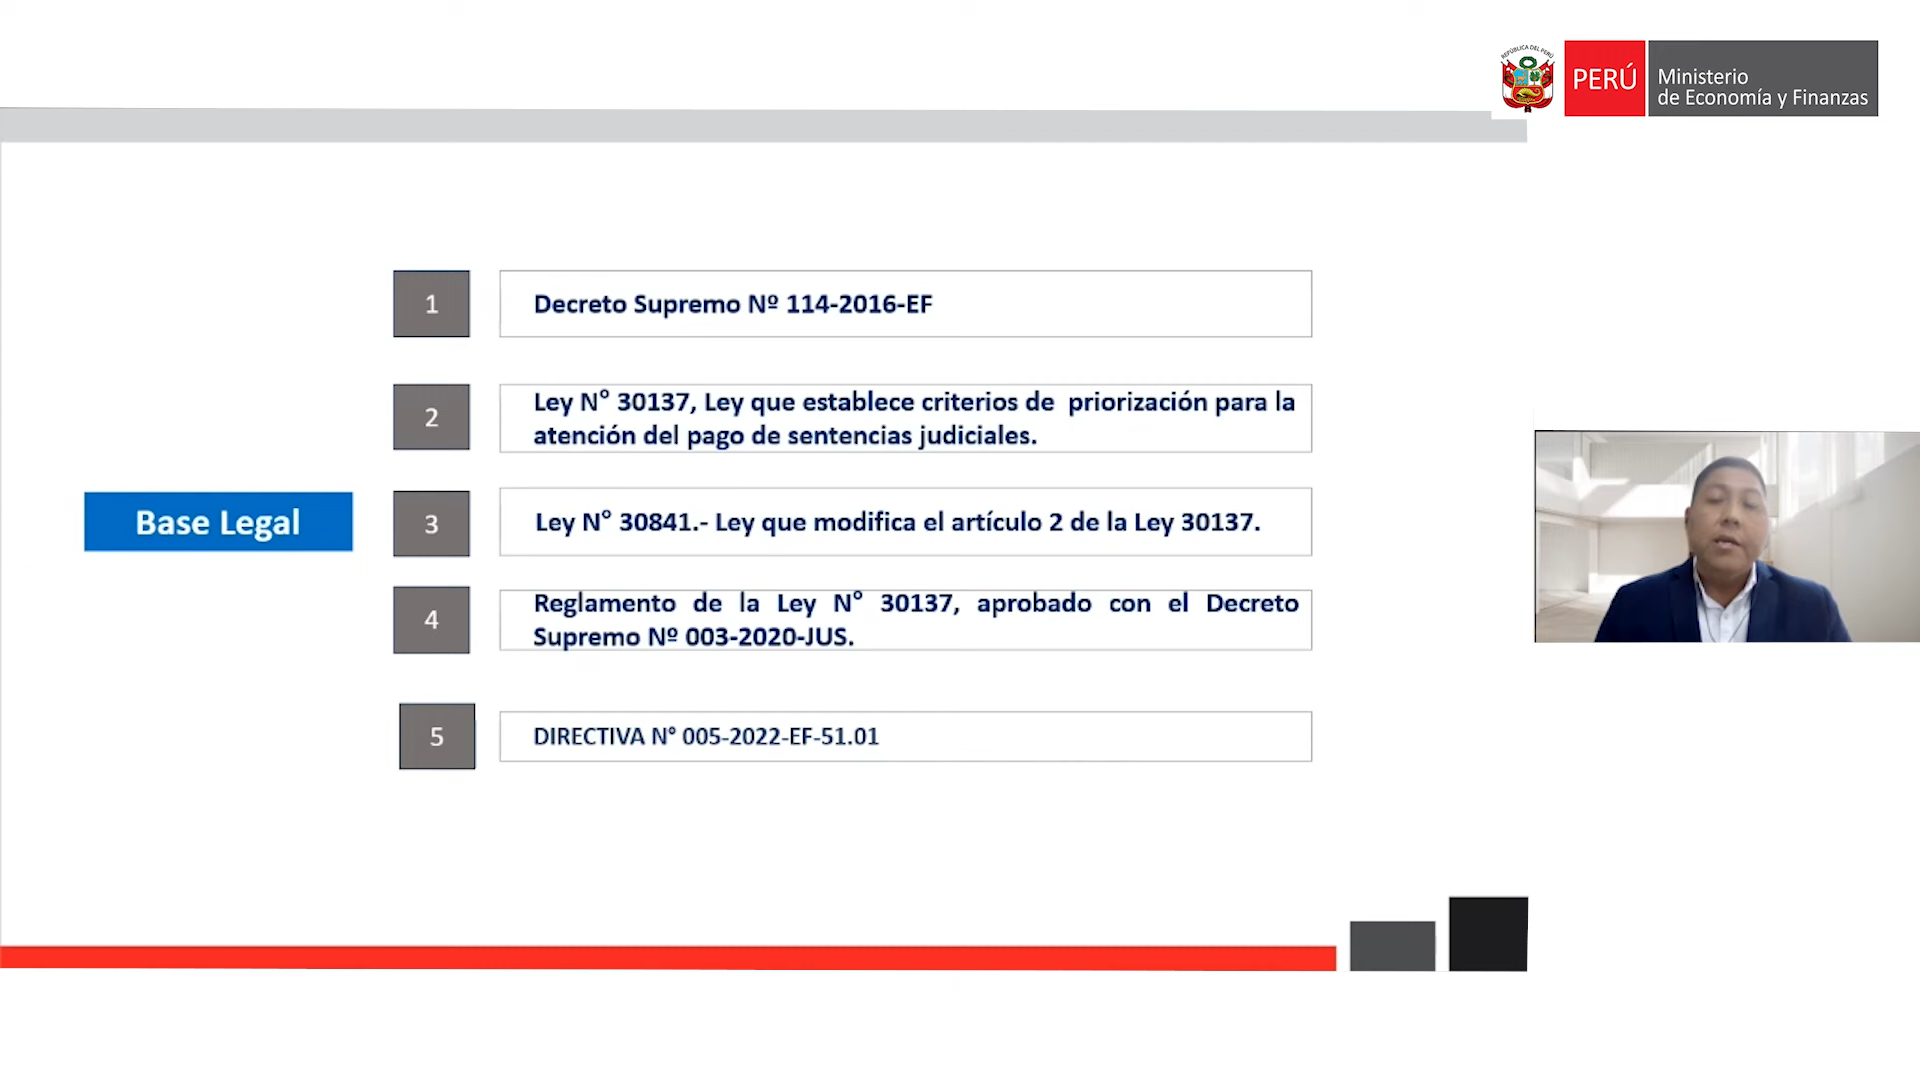 REPÚBLICA DEL PERÚ
PERÚ
Ministerio
de Economía y Finanzas
1
Decreto Supremo Nº 114-2016-EF
2
Ley N° 30137, Ley que establece criterios de priorización para la
atención del pago de sentencias judiciales.
Base Legal
3
Ley N° 30841.- Ley que modifica el artículo 2 de la Ley 30137.
4
Reglamento de la Ley N° 30137, aprobado con el Decreto
Supremo Nº 003-2020-JUS.
5
DIRECTIVA N° 005-2022-EF-51.01